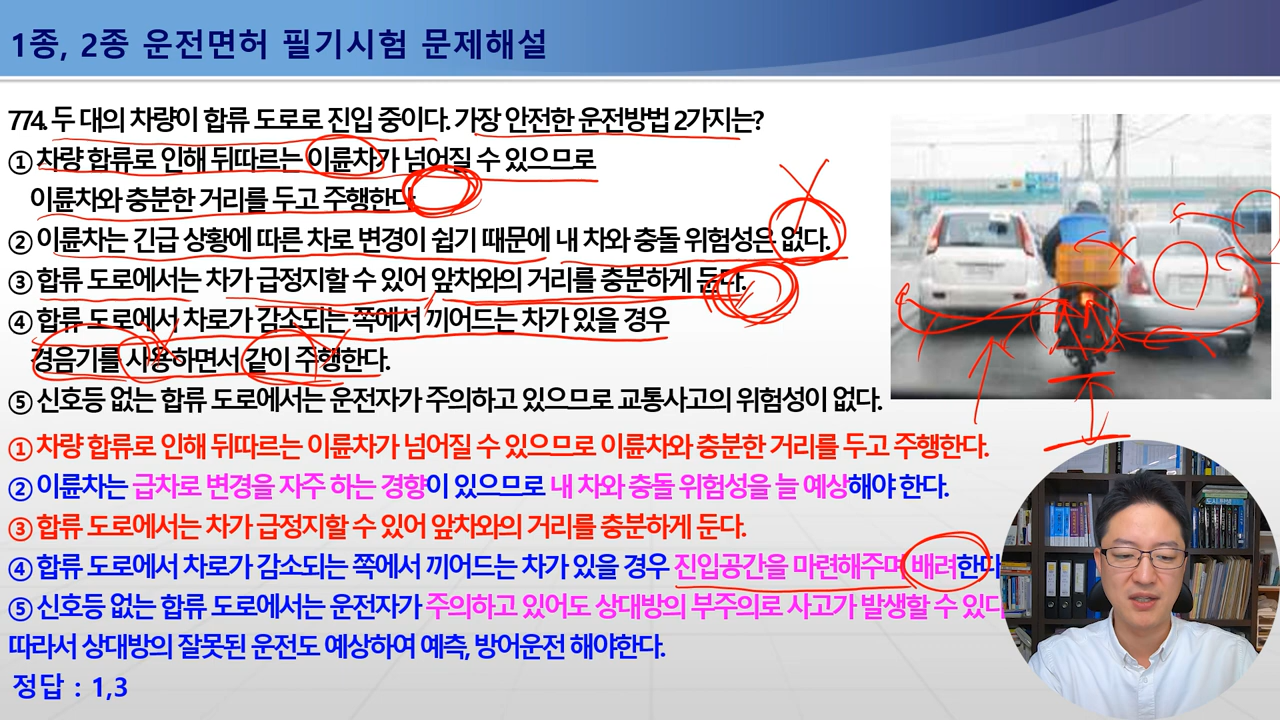 1종, 2종 운전면허 필기시험 문제해설
774. 두 대의 차량이 합류 도로로 진입 중이다. 가장 안전한 운전방법 2가지는?
① 차량 합류로 인해 뒤따르는 이륜차가 넘어질 수 있으므로
이륜차와 충분한 거리를 두고 주행한다.
② 이륜차는 긴급 상황에 따른 차로 변경이 쉽기 때문에 내 차와 충돌 위험성은 없다.
③ 합류 도로에서는 차가 급정지할 수 있어 앞차와의 거리를 충분하게 둔다.
④ 합류 도로에서 차로가 감소되는 쪽에서 끼어드는 차가 있을 경우
경음기를 사용하면서 같이 주행한다.
⑤ 신호등 없는 합류 도로에서는 운전자가 주의하고 있으므로 교통사고의 위험성이 없다.
① 차량 합류로 인해 뒤따르는 이륜차가 넘어질 수 있으므로 이륜차와 충분한 거리를 두고 주행한다.
② 이륜차는 급차로 변경을 자주 하는 경향이 있으므로 내 차와 충돌 위험성을 늘 예상해야 한다.
③ 합류 도로에서는 차가 급정지할 수 있어 앞차와의 거리를 충분하게 둔다.
④ 합류 도로에서 차로가 감소되는 쪽에서 끼어드는 차가 있을 경우 진입공간을 마련해주며 배려한다
⑤ 신호등 없는 합류 도로에서는 운전자가 주의하고 있어도 상대방의 부주의로 사고가 발생할 수 있다
따라서 상대방의 잘못된 운전도 예상하여 예측, 방어운전 해야한다.
정답 : 1,3